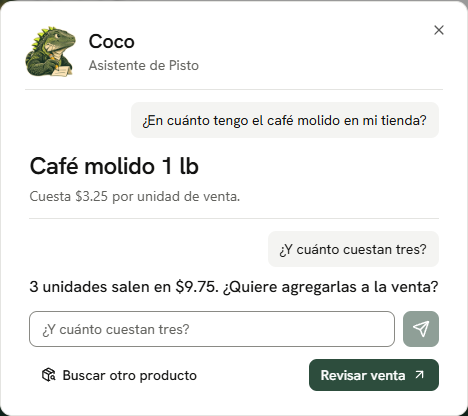 Coco
Asistente de Pisto
¿En cuánto tengo el café molido en mi tienda?
Café molido 1 lb
Cuesta $3.25 por unidad de venta.
¿Y cuánto cuestan tres?
3 unidades salen en $9.75. ¿Quiere agregarlas a la venta?
¿Y cuánto cuestan tres?
Buscar otro producto
Revisar venta